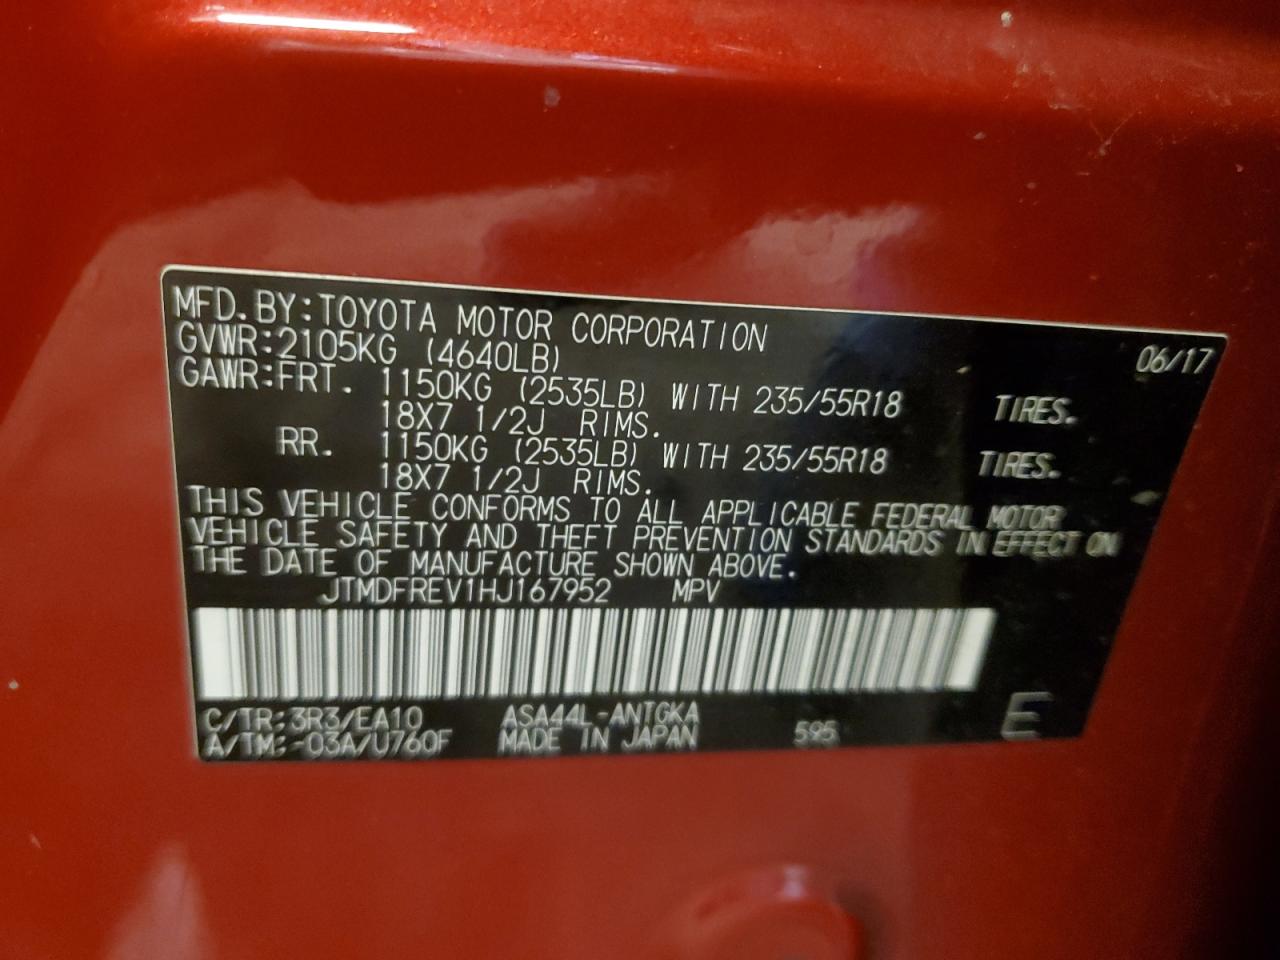 MFD. BY:TOYOTA MOTOR CORPORATION 06/17
GVWR:2105KG (4640LB)
GAWR:FRT. 1150KG (2535LB) WITH 235/55R18 TIRES.
18X7 1/2J RIMS.
RR. 1150KG (2535LB) WITH 235/55R18 TIRES.
18X7 1/2J RIMS.
THIS VEHICLE CONFORMS TO ALL APPLICABLE FEDERAL MOTOR
VEHICLE SAFETY AND THEFT PREVENTION STANDARDS IN EFFECT ON
THE DATE OF MANUFACTURE SHOWN ABOVE.
JTMDFREV1HJ167952 MPV
C/TR:3R3/EA10 ASA44L-ANTGKA
A/TM:-03A/U760F MADE IN JAPAN 595 E